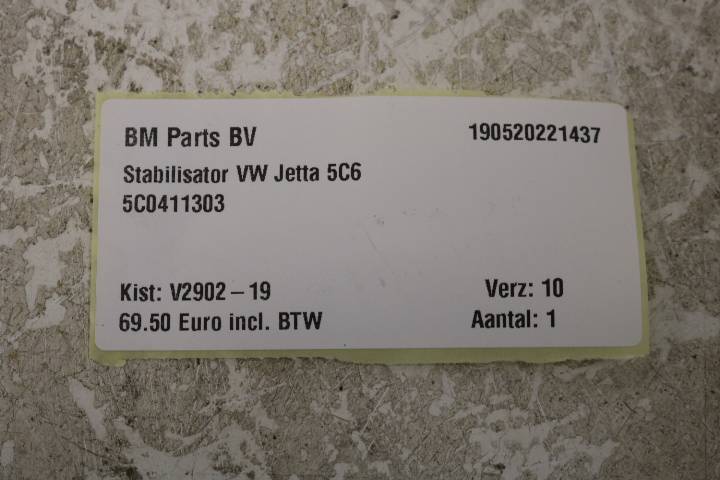 BM Parts BV 190520221437
Stabilisator VW Jetta 5C6
5C0411303
Kist: V2902 – 19 Verz: 10
69.50 Euro incl. BTW Aantal: 1